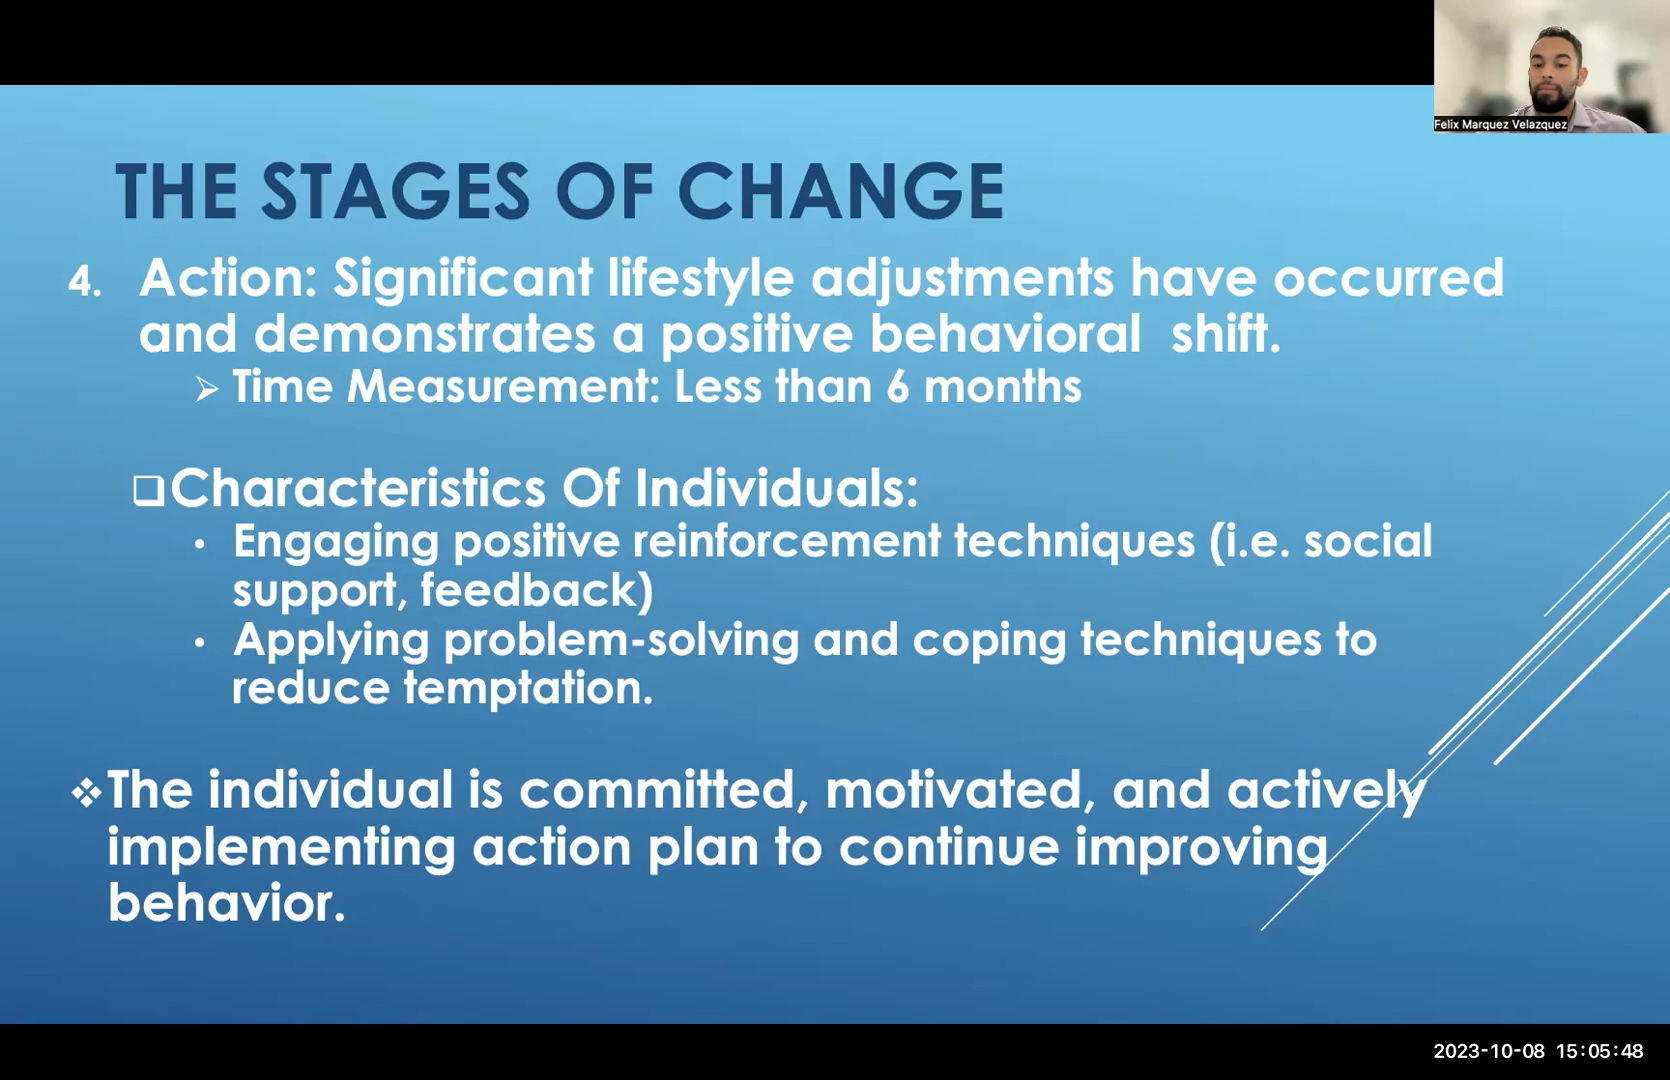 Felix Marquez Velazquez
THE STAGES OF CHANGE
4. Action: Significant lifestyle adjustments have occurred
and demonstrates a positive behavioral  shift.
Time Measurement: Less than 6 months
Characteristics Of Individuals:
• Engaging positive reinforcement techniques (i.e. social
support, feedback)
• Applying problem-solving and coping techniques to
reduce temptation.
The individual is committed, motivated, and actively
implementing action plan to continue improving
behavior.
2023-10-08 15:05:48